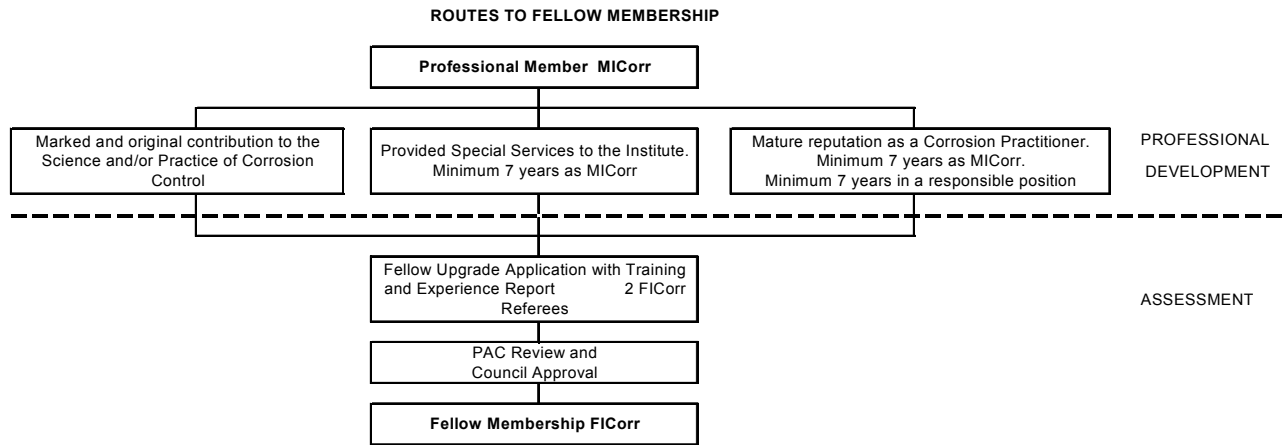 ROUTES TO FELLOW MEMBERSHIP
Professional Member MICorr
Marked and original contribution to the
Science and/or Practice of Corrosion
Control
Provided Special Services to the Institute.
Minimum 7 years as MICorr
Mature reputation as a Corrosion Practitioner.
Minimum 7 years as MICorr.
Minimum 7 years in a responsible position
PROFESSIONAL
DEVELOPMENT
Fellow Upgrade Application with Training
and Experience Report 2 FICorr
Referees
ASSESSMENT
PAC Review and
Council Approval
Fellow Membership FICorr